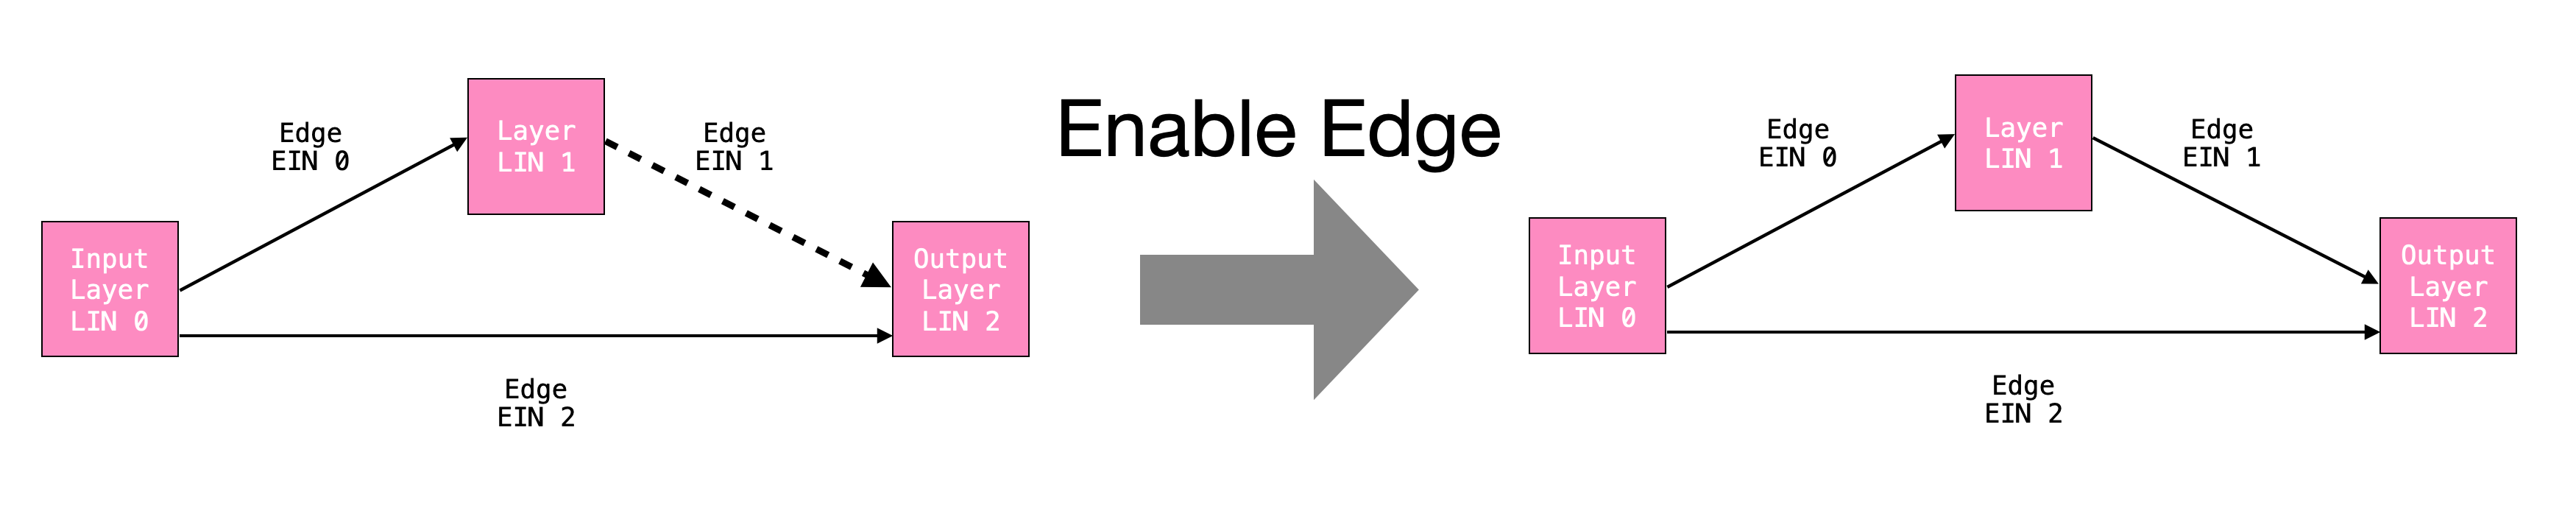 Edge
EIN 0
Layer
LIN 1
Edge
EIN 1
Input
Layer
LIN 0
Output
Layer
LIN 2
Edge
EIN 2
Enable Edge
Edge
EIN 0
Layer
LIN 1
Edge
EIN 1
Input
Layer
LIN 0
Output
Layer
LIN 2
Edge
EIN 2